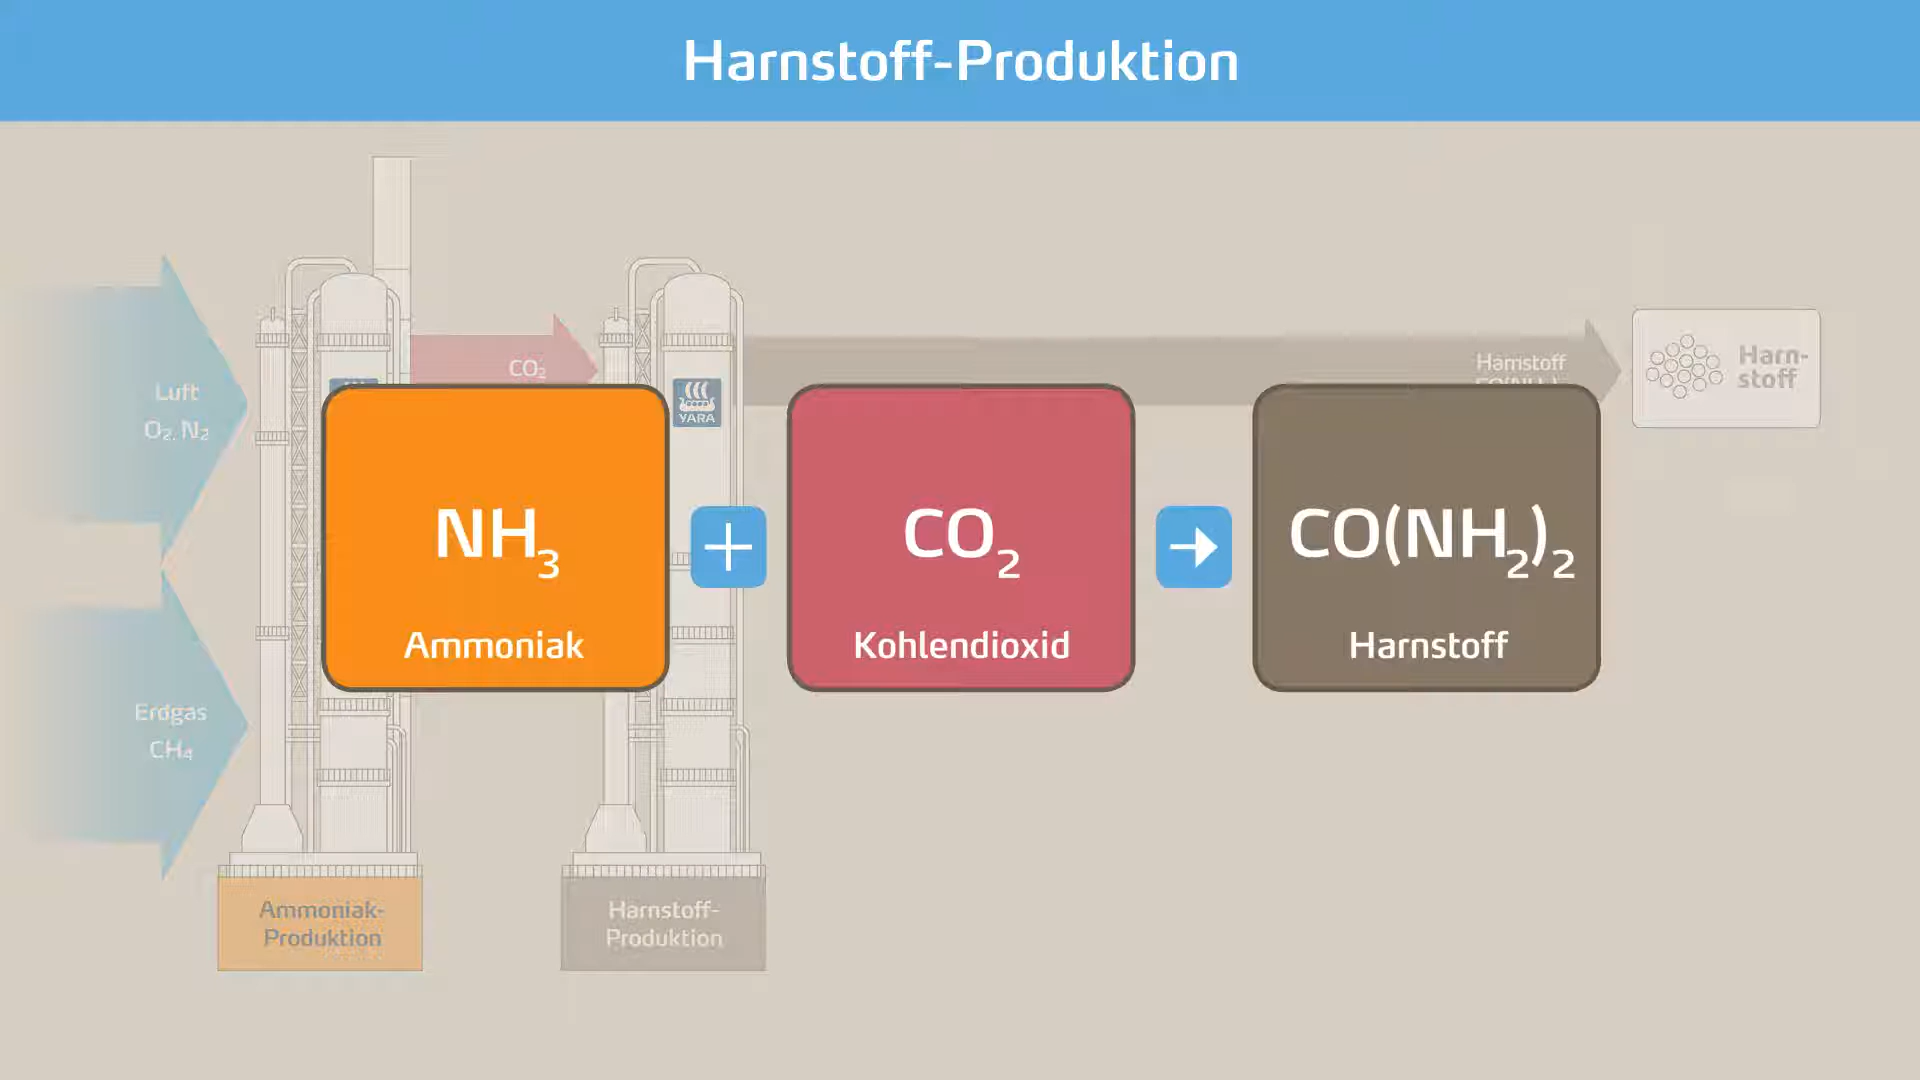 Harnstoff-Produktion
Luft
O₂, N₂
CO₂
YARA
Harnstoff
Harn-
stoff
NH₃
Ammoniak
CO₂
Kohlendioxid
CO(NH₂)₂
Harnstoff
Erdgas
CH₄
Ammoniak-
Produktion
Harnstoff-
Produktion